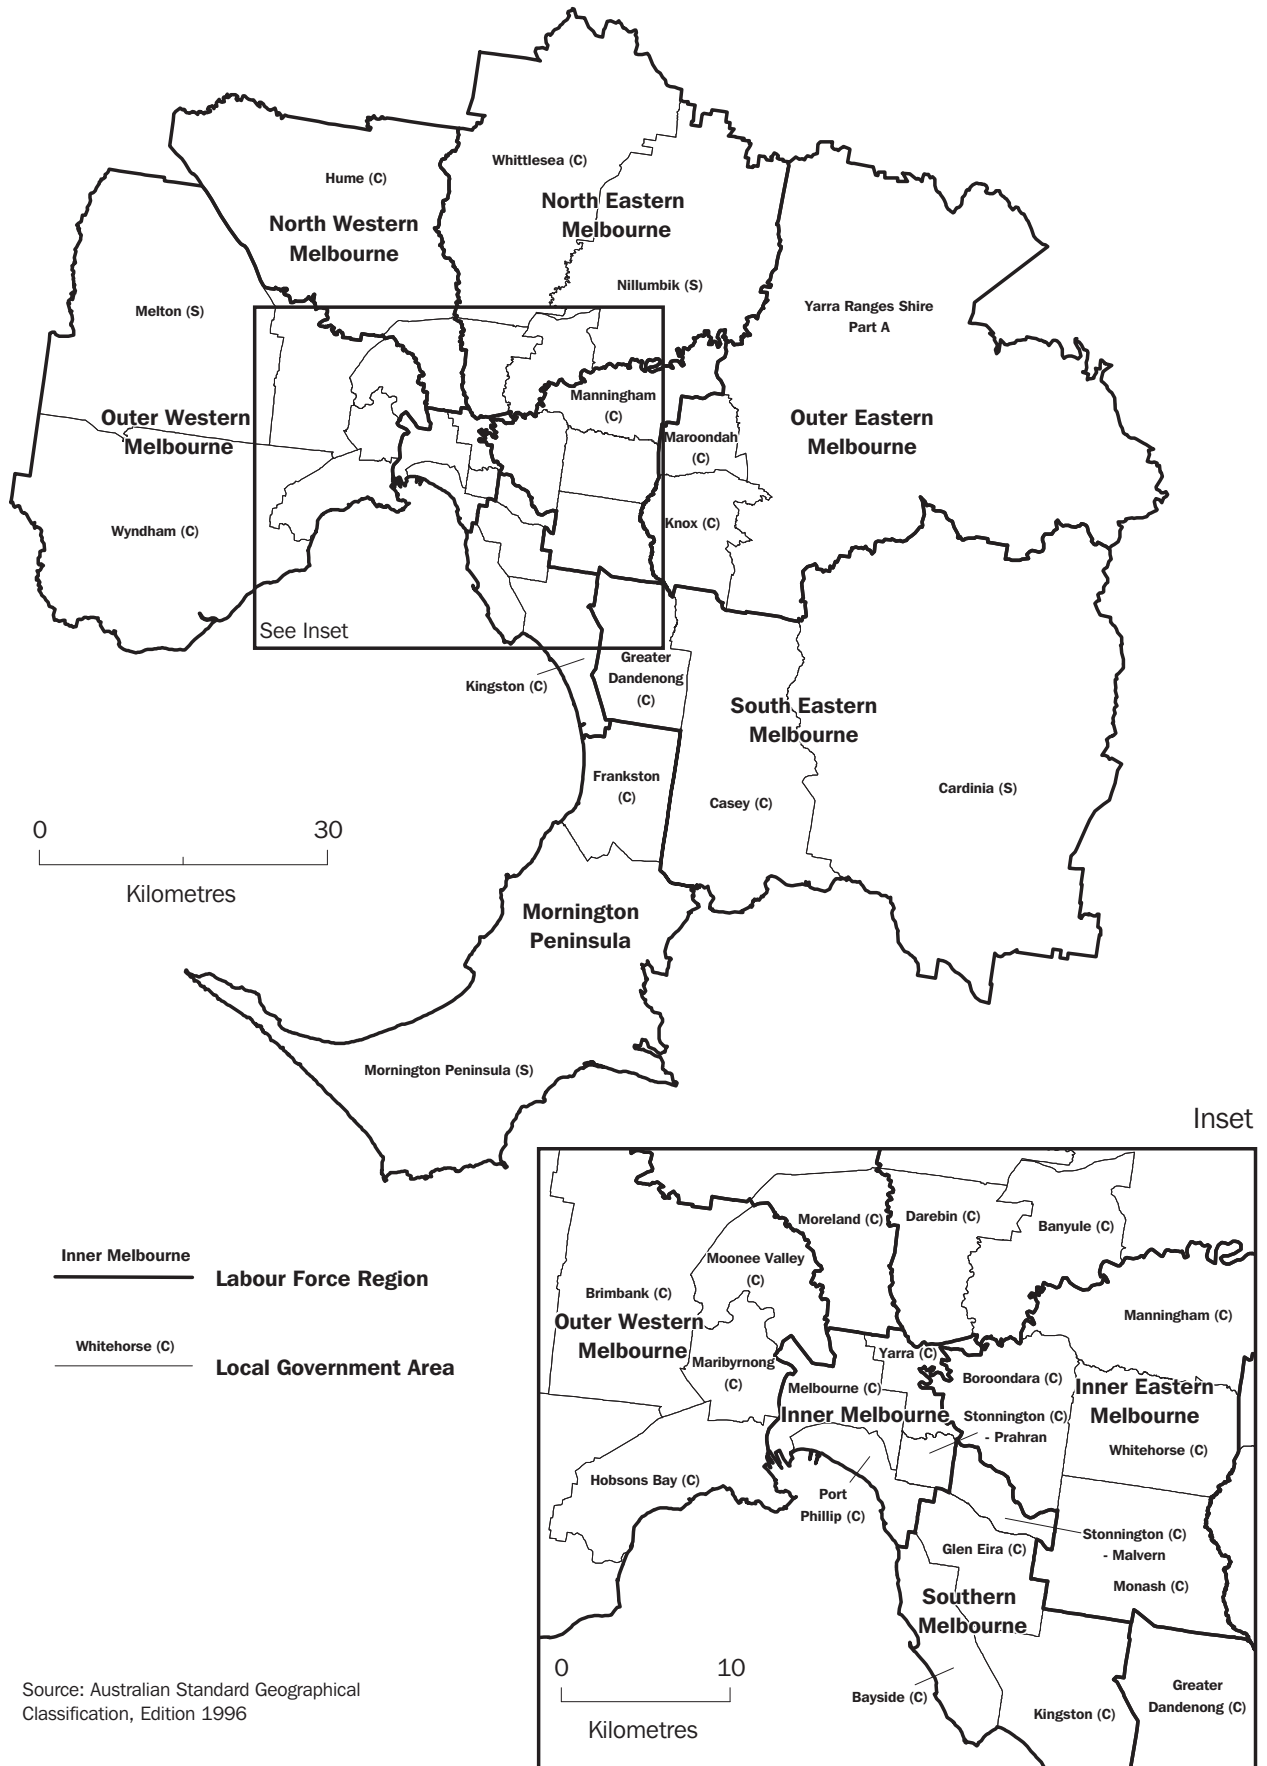 Whittlesea (C)
Hume (C)
North Eastern
Melbourne
North Western
Melbourne
Nillumbik (S)
Melton (S)
Yarra Ranges Shire
Part A
Manningham
(C)
Outer Western
Melbourne
Outer Eastern
Melbourne
Maroondah
(C)
Knox (C)
Wyndham (C)
See Inset
Greater
Dandenong
(C)
Kingston (C)
South Eastern
Melbourne
Frankston
(C)
Casey (C)
Cardinia (S)
0 30
Kilometres
Mornington
Peninsula
Mornington Peninsula (S)
Inset
Inner Melbourne
Labour Force Region
Whitehorse (C)
Local Government Area
Moreland (C)
Darebin (C)
Banyule (C)
Moonee Valley
(C)
Brimbank (C)
Outer Western
Melbourne
Manningham (C)
Yarra (C)
Maribyrnong
(C)
Melbourne (C)
Boroondara (C)
Inner Eastern
Melbourne
Inner Melbourne
Stonnington (C)
- Prahran
Whitehorse (C)
Hobsons Bay (C)
Port
Phillip (C)
Stonnington (C)
- Malvern
Glen Eira (C)
Monash (C)
Southern
Melbourne
0 10
Kilometres
Bayside (C)
Kingston (C)
Greater
Dandenong (C)
Source: Australian Standard Geographical
Classification, Edition 1996